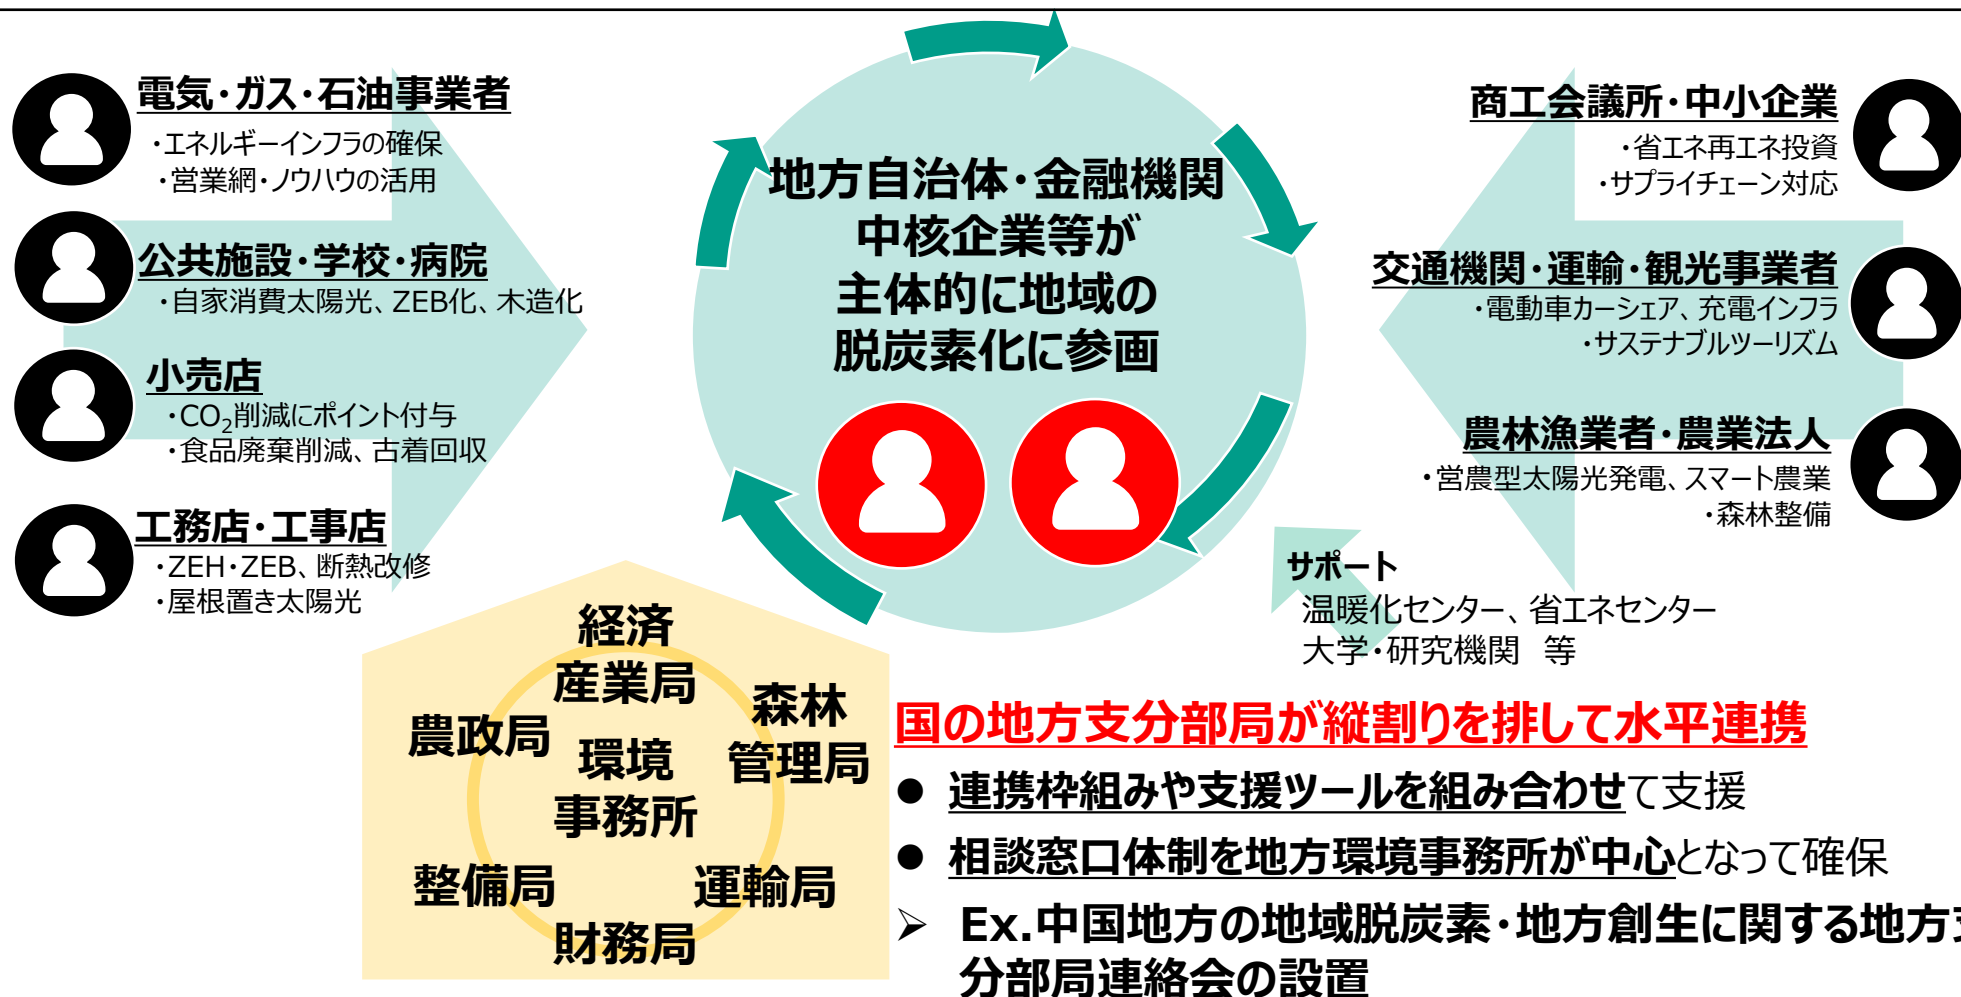 電気・ガス・石油事業者
・エネルギーインフラの確保
・営業網・ノウハウの活用
公共施設・学校・病院
・自家消費太陽光、ZEB化、木造化
小売店
・CO₂削減にポイント付与
・食品廃棄削減、古着回収
工務店・工事店
・ZEH・ZEB、断熱改修
・屋根置き太陽光
地方自治体・金融機関
中核企業等が
主体的に地域の
脱炭素化に参画
商工会議所・中小企業
・省エネ再エネ投資
・サプライチェーン対応
交通機関・運輸・観光事業者
・電動車カーシェア、充電インフラ
・サステナブルツーリズム
農林漁業者・農業法人
・営農型太陽光発電、スマート農業
・森林整備
サポート
温暖化センター、省エネセンター
大学・研究機関　等
経済
産業局
農政局
森林
管理局
環境
事務所
整備局
運輸局
財務局
国の地方支分部局が縦割りを排して水平連携
● 連携枠組みや支援ツールを組み合わせて支援
● 相談窓口体制を地方環境事務所が中心となって確保
➢ Ex.中国地方の地域脱炭素・地方創生に関する地方支
分部局連絡会の設置